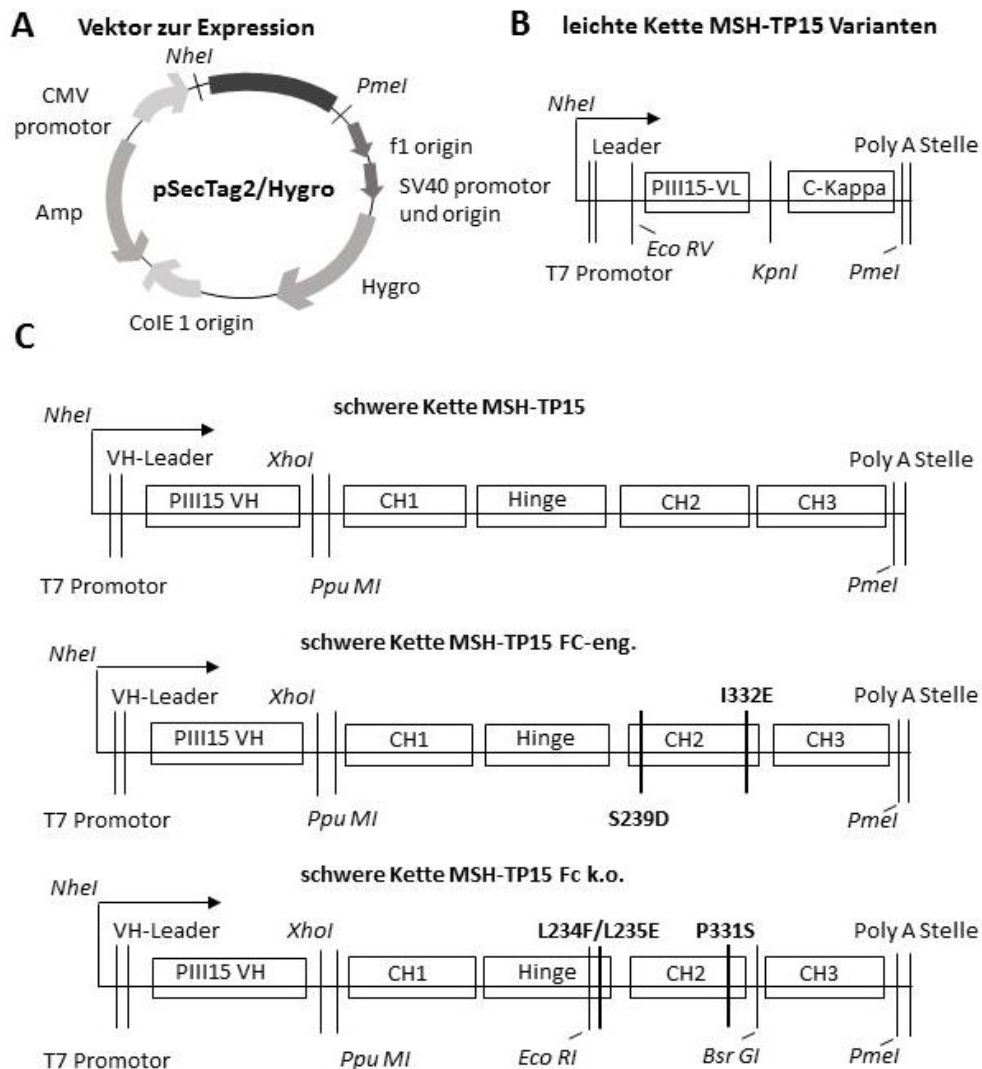 A Vektor zur Expression
NheI
PmeI
CMV
promotor
f1 origin
pSecTag2/Hygro
SV40 promotor
und origin
Amp
Hygro
ColE 1 origin
B leichte Kette MSH-TP15 Varianten
NheI
Leader
Poly A Stelle
PIII15-VL
C-Kappa
Eco RV
T7 Promotor
KpnI
PmeI
C
schwere Kette MSH-TP15
NheI
VH-Leader
XhoI
Poly A Stelle
PIII15 VH
CH1
Hinge
CH2
CH3
T7 Promotor
Ppu MI
PmeI
schwere Kette MSH-TP15 FC-eng.
NheI
VH-Leader
XhoI
I332E
Poly A Stelle
PIII15 VH
CH1
Hinge
CH2
CH3
T7 Promotor
Ppu MI
S239D
PmeI
schwere Kette MSH-TP15 Fc k.o.
NheI
VH-Leader
XhoI
L234F/L235E
P331S
Poly A Stelle
PIII15 VH
CH1
Hinge
CH2
CH3
T7 Promotor
Ppu MI
Eco RI
Bsr GI
PmeI